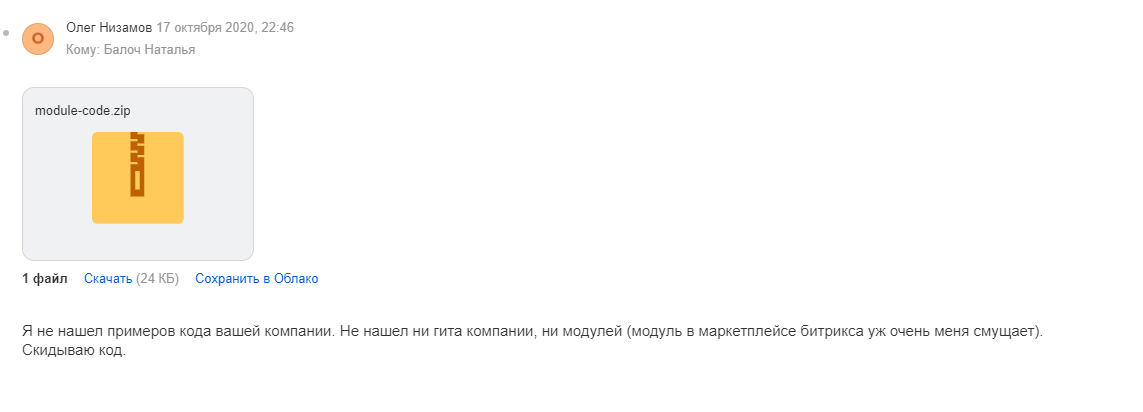 Олег Низамов 17 октября 2020, 22:46
О
Кому: Балоч Наталья
module-code.zip
1 файл Скачать (24 КБ) Сохранить в Облако
Я не нашел примеров кода вашей компании. Не нашел ни гита компании, ни модулей (модуль в маркетплейсе битрикса уж очень меня смущает).
Скидываю код.